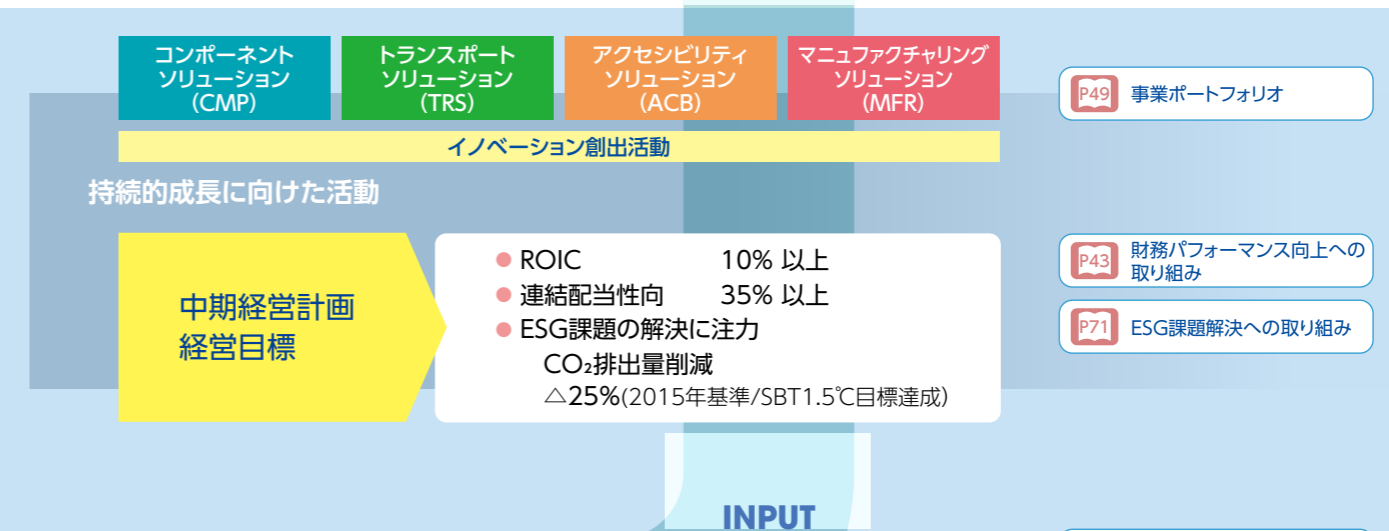 コンポーネント
ソリューション
(CMP)
トランスポート
ソリューション
(TRS)
アクセシビリティ
ソリューション
(ACB)
マニュファクチャリング
ソリューション
(MFR)
P49 事業ポートフォリオ
イノベーション創出活動
持続的成長に向けた活動
中期経営計画
経営目標
● ROIC 10% 以上
● 連結配当性向 35% 以上
● ESG課題の解決に注力
CO₂排出量削減
△25%(2015年基準/SBT1.5℃目標達成)
P43 財務パフォーマンス向上への
取り組み
P71 ESG課題解決への取り組み
INPUT